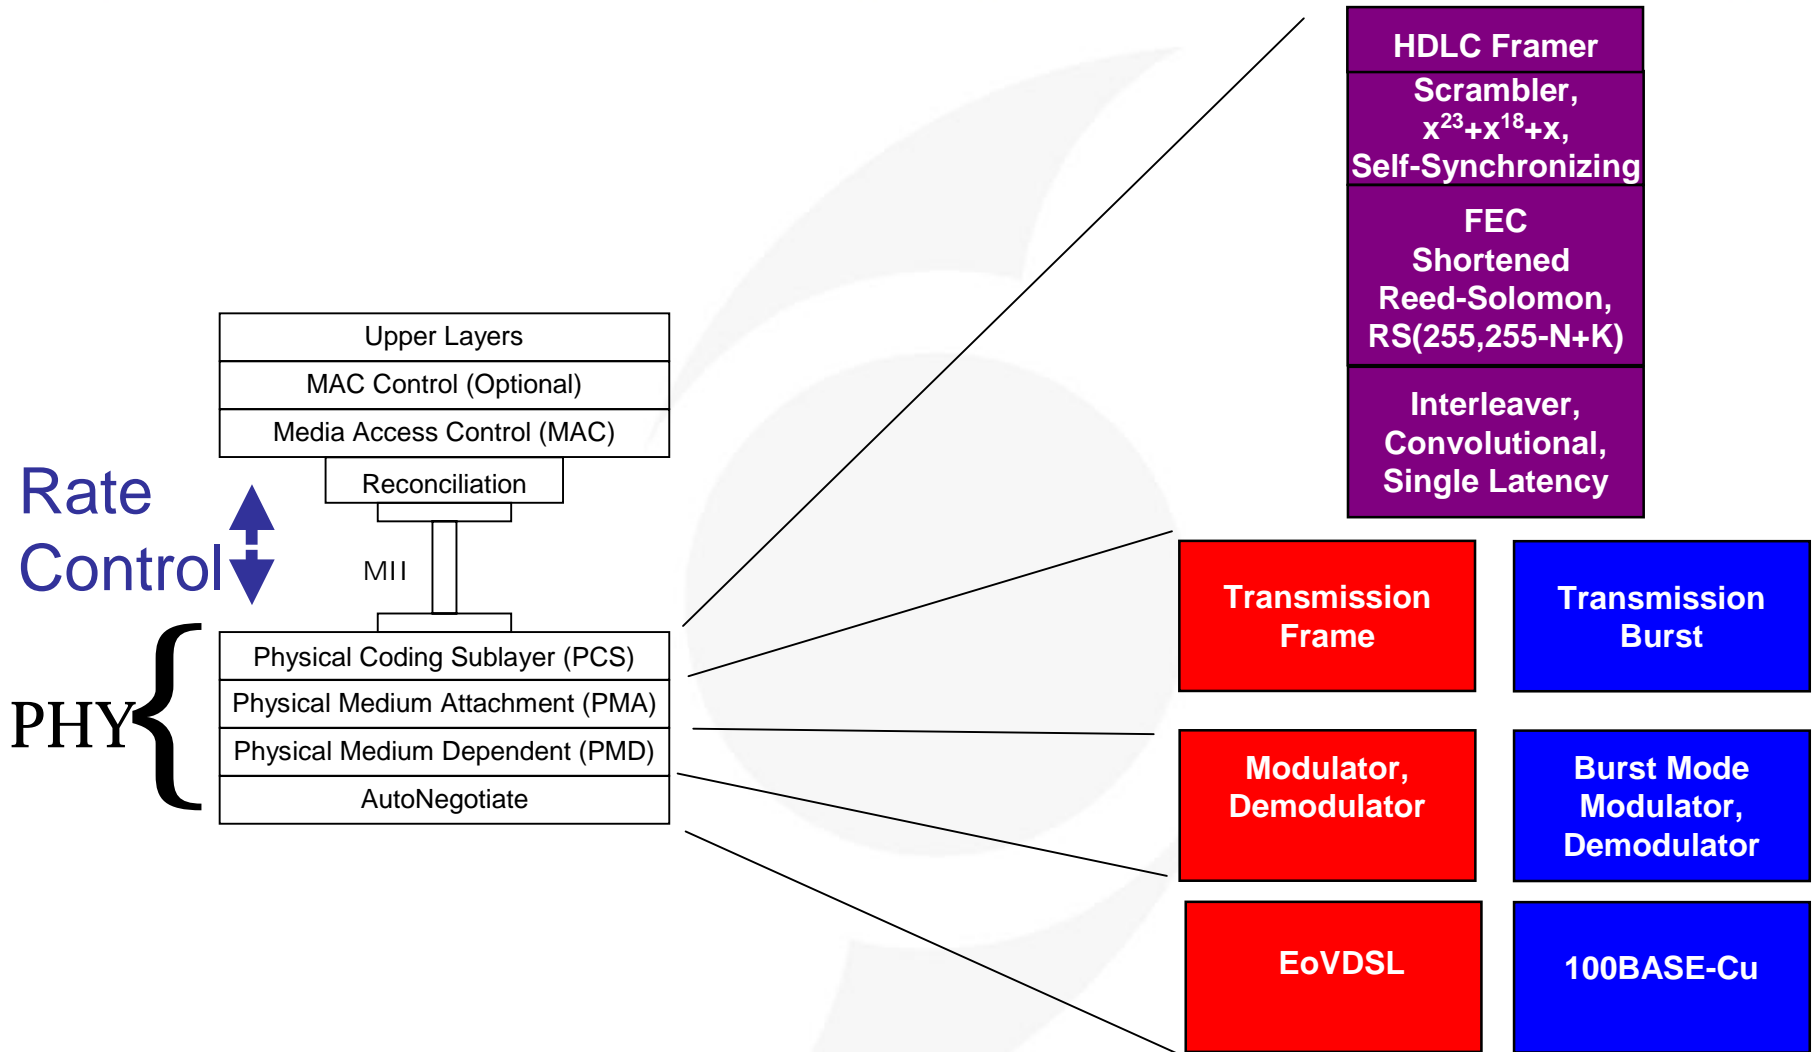 Upper Layers
MAC Control (Optional)
Media Access Control (MAC)
Reconciliation
Rate
Control
MII
PHY
Physical Coding Sublayer (PCS)
Physical Medium Attachment (PMA)
Physical Medium Dependent (PMD)
AutoNegotiate
HDLC Framer
Scrambler,
x²³+x¹⁸+x,
Self-Synchronizing
FEC
Shortened
Reed-Solomon,
RS(255,255-N+K)
Interleaver,
Convolutional,
Single Latency
Transmission
Frame
Transmission
Burst
Modulator,
Demodulator
Burst Mode
Modulator,
Demodulator
EoVDSL
100BASE-Cu